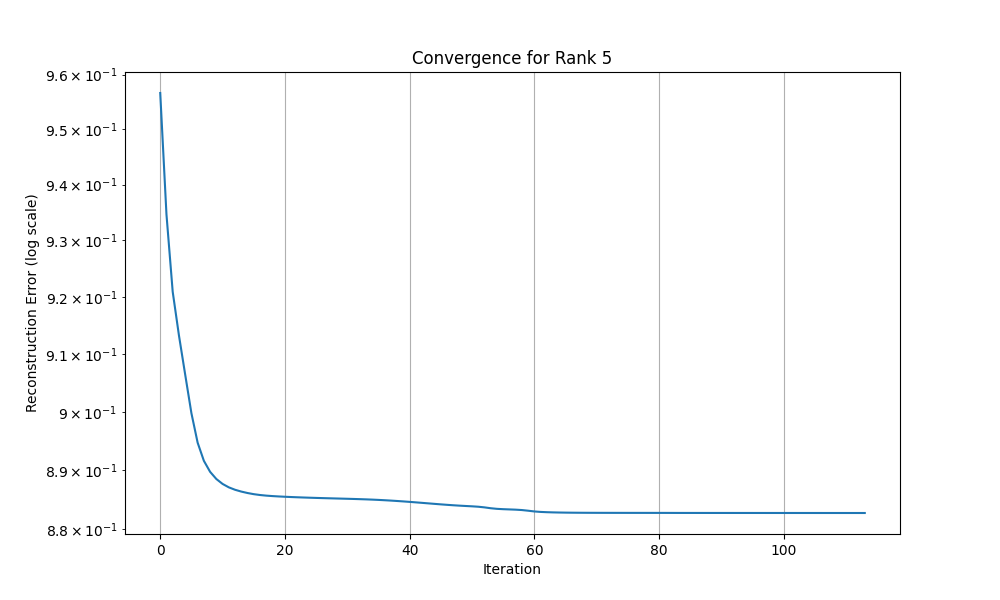 Convergence for Rank 5
Reconstruction Error (log scale)
9.6 × 10⁻¹
9.5 × 10⁻¹
9.4 × 10⁻¹
9.3 × 10⁻¹
9.2 × 10⁻¹
9.1 × 10⁻¹
9 × 10⁻¹
8.9 × 10⁻¹
8.8 × 10⁻¹
0 20 40 60 80 100
Iteration